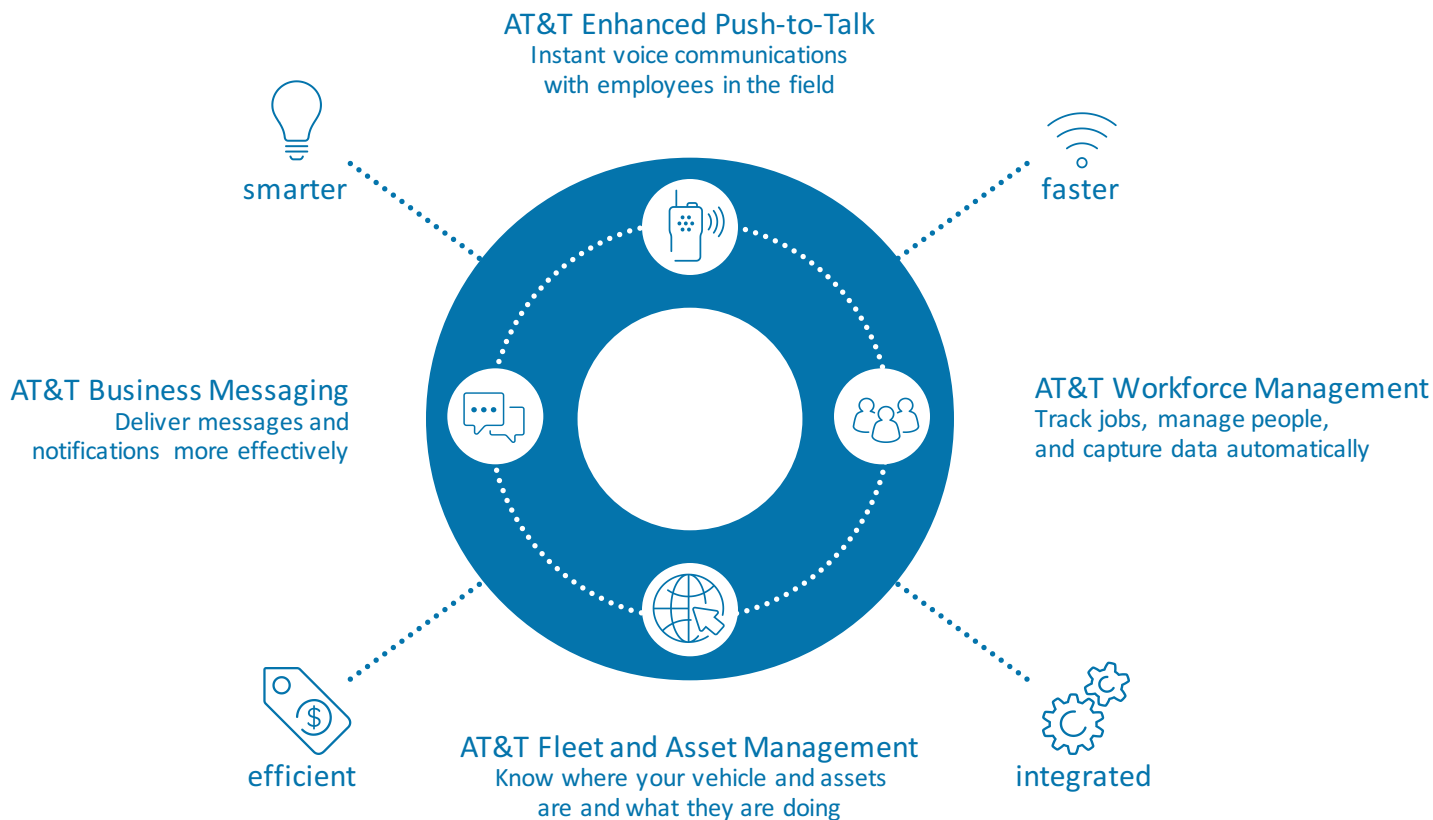 AT&T Enhanced Push-to-Talk
Instant voice communications
with employees in the field
smarter
faster
AT&T Business Messaging
Deliver messages and
notifications more effectively
AT&T Workforce Management
Track jobs, manage people,
and capture data automatically
$
efficient
AT&T Fleet and Asset Management
Know where your vehicle and assets
are and what they are doing
integrated